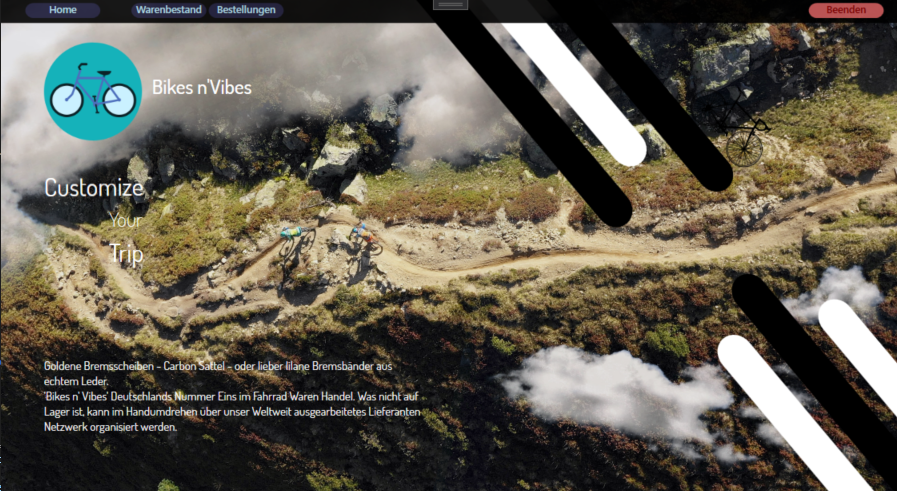 Home Warenbestand Bestellungen Beenden
Bikes n'Vibes
Customize
Your
Trip
Goldene Bremsscheiben - Carbon Sattel - oder lieber lilane Bremsbänder aus
echtem Leder.
'Bikes n' Vibes' Deutschlands Nummer Eins im Fahrrad Waren Handel. Was nicht auf
Lager ist, kann im Handumdrehen über unser Weltweit ausgearbeitetes Lieferanten
Netzwerk organisiert werden.